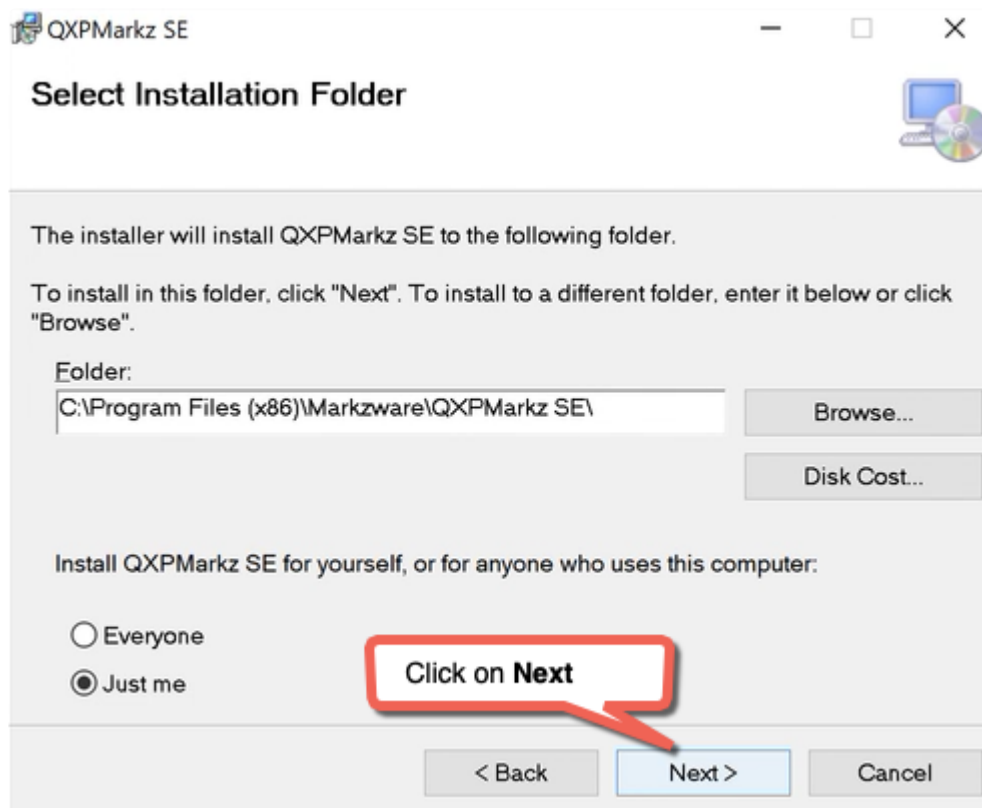 QXPMarkz SE
Select Installation Folder
The installer will install QXPMarkz SE to the following folder.
To install in this folder, click "Next". To install to a different folder, enter it below or click
"Browse".
Folder:
C:\Program Files (x86)\Markzware\QXPMarkz SE\
Browse...
Disk Cost...
Install QXPMarkz SE for yourself, or for anyone who uses this computer:
Everyone
Just me
Click on Next
< Back
Next >
Cancel